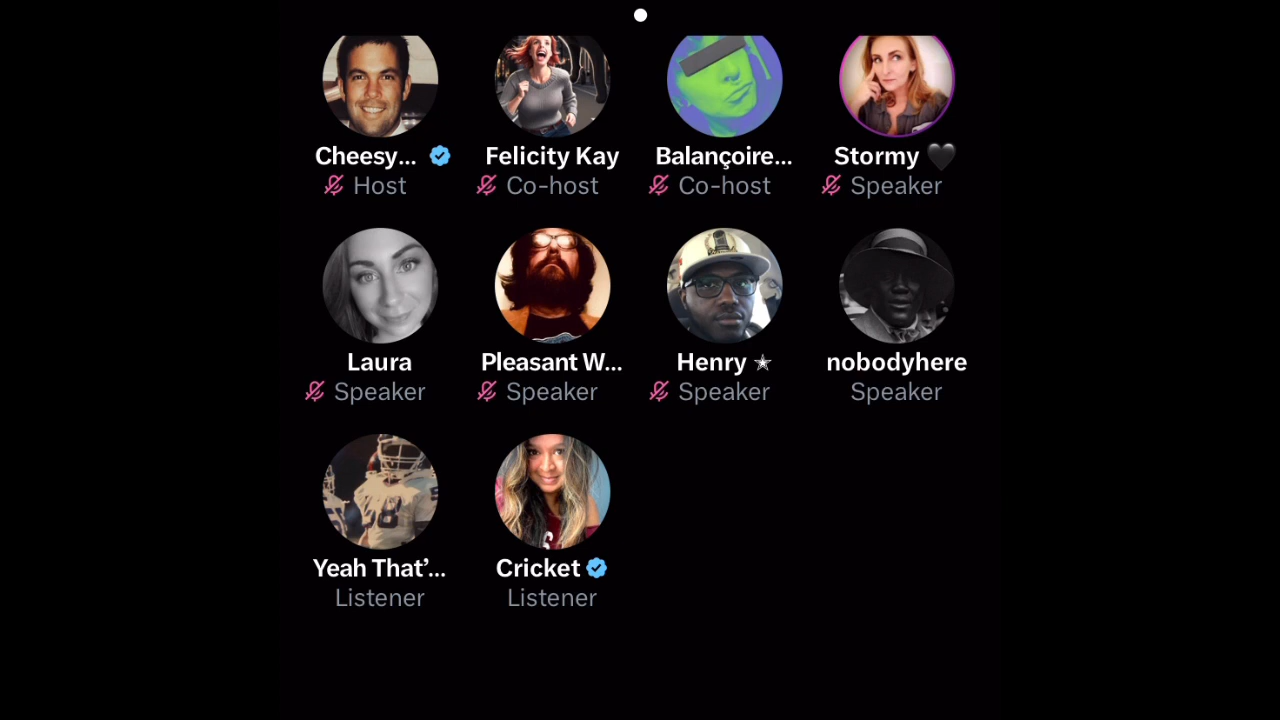 Cheesy... Felicity Kay Balançoire... Stormy 🖤
Host Co-host Co-host Speaker
Laura Pleasant W... Henry ✯ nobodyhere
Speaker Speaker Speaker Speaker
Yeah That’... Cricket
Listener Listener